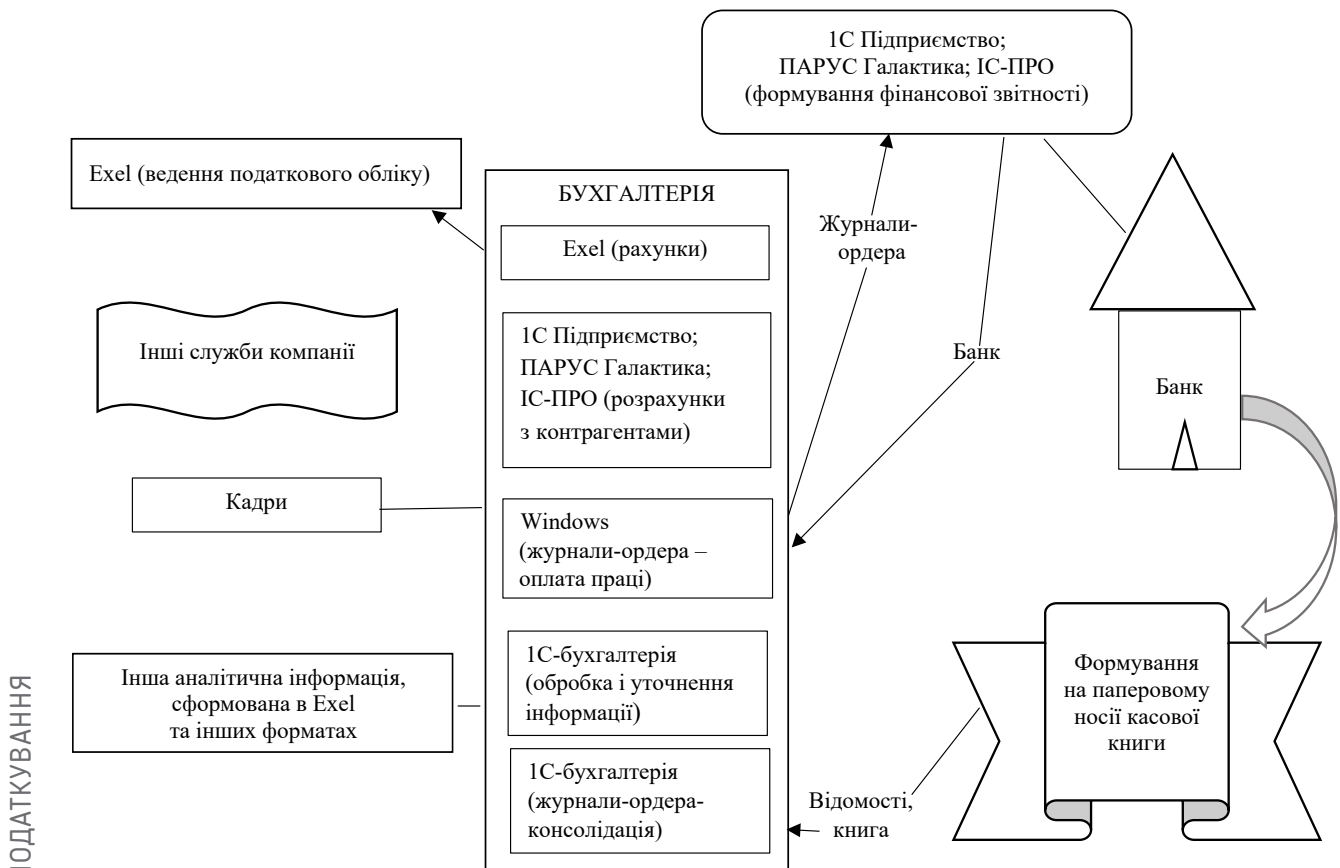 1С Підприємство;
ПАРУС Галактика; ІС-ПРО
(формування фінансової звітності)
Exel (ведення податкового обліку)
БУХГАЛТЕРІЯ
Exel (рахунки)
Журнали-
ордера
Інші служби компанії
1С Підприємство;
ПАРУС Галактика;
ІС-ПРО (розрахунки
з контрагентами)
Банк
Банк
Кадри
Windows
(журнали-ордера –
оплата праці)
Інша аналітична інформація,
сформована в Exel
та інших форматах
1С-бухгалтерія
(обробка і уточнення
інформації)
Формування
на паперовому
носії касової
книги
1С-бухгалтерія
(журнали-ордера-
консолідація)
Відомості,
книга
ПОДАТКУВАННЯ